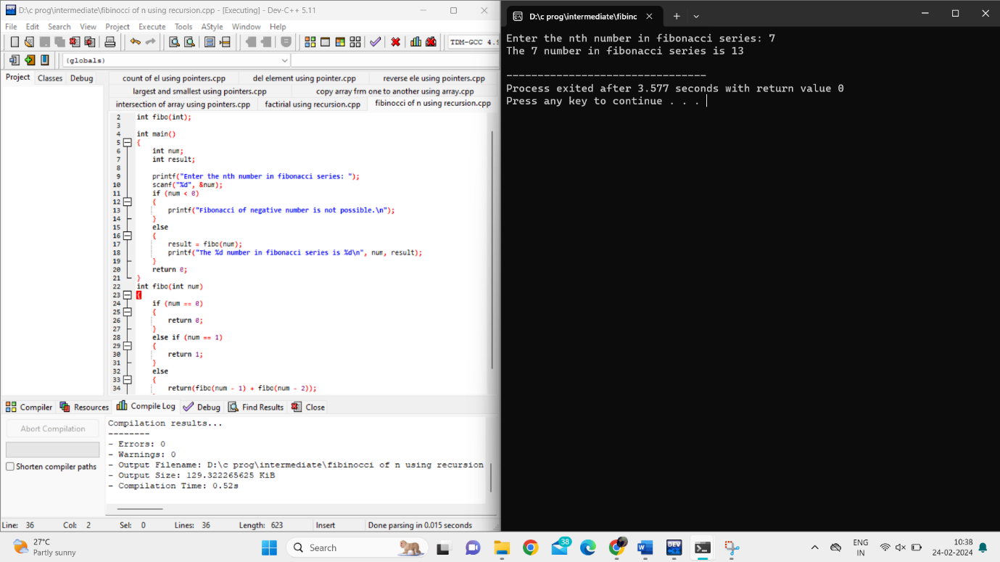 D:\c prog\intermediate\fibinocci of n using recursion.cpp - [Executing] - Dev-C++ 5.11
File Edit Search View Project Execute Tools AStyle Window Help
TDM-GCC 4.9
(globals)
Project Classes Debug
count of el using pointers.cpp del element using pointer.cpp reverse ele using pointers.cpp
largest and smallest using pointers.cpp copy array frm one to another using array.cpp
intersection of array using pointers.cpp factirial using recursion.cpp fibinocci of n using recursion.cpp
2 int fibo(int);
3
4 int main()
5 {
6 int num;
7 int result;
8
9 printf("Enter the nth number in fibonacci series: ");
10 scanf("%d", &num);
11 if (num < 0)
12 {
13 printf("Fibonacci of negative number is not possible.\n");
14 }
15 else
16 {
17 result = fibo(num);
18 printf("The %d number in fibonacci series is %d\n", num, result);
19 }
20 return 0;
21 }
22 int fibo(int num)
23 {
24 if (num == 0)
25 {
26 return 0;
27 }
28 else if (num == 1)
29 {
30 return 1;
31 }
32 else
33 {
34 return(fibo(num - 1) + fibo(num - 2));
Compiler Resources Compile Log Debug Find Results Close
Abort Compilation
Shorten compiler paths
Compilation results...
--------
- Errors: 0
- Warnings: 0
- Output Filename: D:\c prog\intermediate\fibinocci of n using recursion
- Output Size: 129.322265625 KiB
- Compilation Time: 0.52s
Line: 36 Col: 2 Sel: 0 Lines: 36 Length: 623 Insert Done parsing in 0.015 seconds
D:\c prog\intermediate\fibinc
Enter the nth number in fibonacci series: 7
The 7 number in fibonacci series is 13
--------------------------------
Process exited after 3.577 seconds with return value 0
Press any key to continue . . .
27°C
Partly sunny
Search
38
DEV
ENG
IN
10:38
24-02-2024